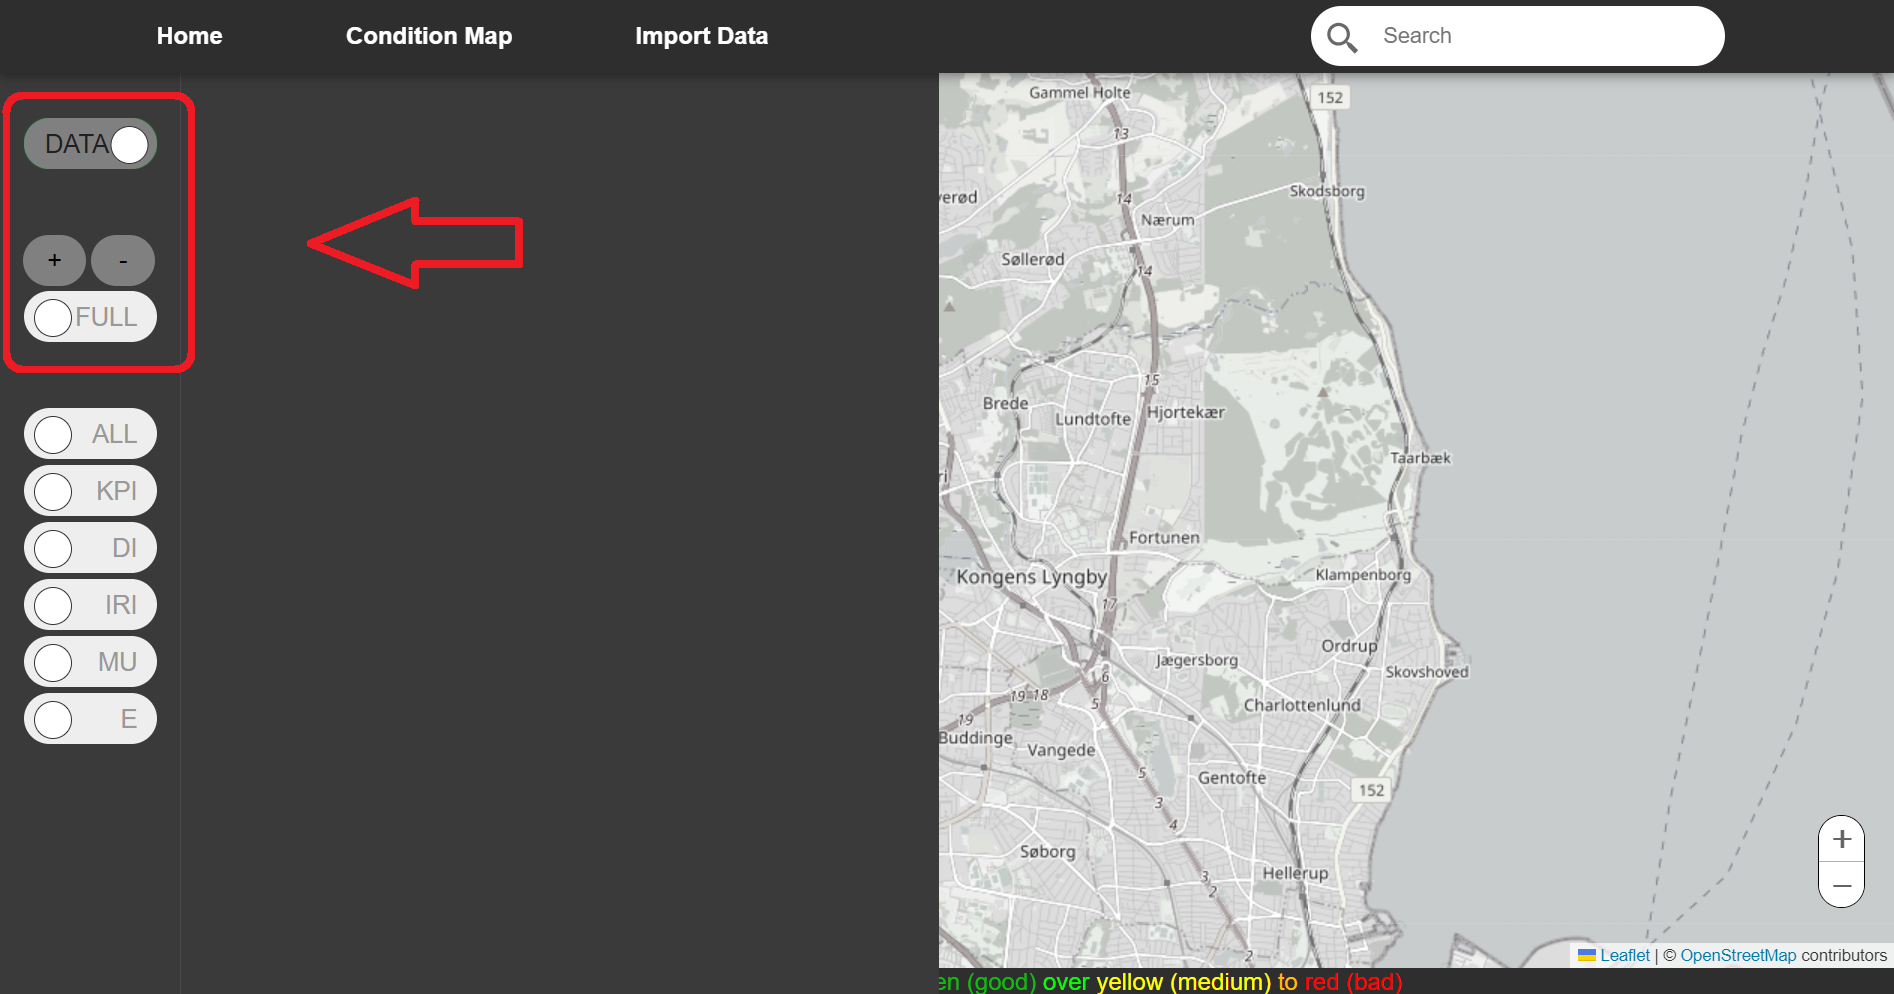 Home
Condition Map
Import Data
Search
DATA
+ -
FULL
ALL
KPI
DI
IRI
MU
E
Gammel Holte
152
13
Skodsborg
14
Nærum
Søllerød
14
15
Brede
Lundtofte
Hjortekær
Taarbæk
Fortunen
Kongens Lyngby
Klampenborg
17
Ordrup
Jægersborg
Skovshoved
16
19 18
5
Charlottenlund
19
Buddinge
Vangede
5
Gentofte
152
3
4
Søborg
Hellerup
3
2
2
+
−
Leaflet | © OpenStreetMap contributors
(good) over yellow (medium) to red (bad)